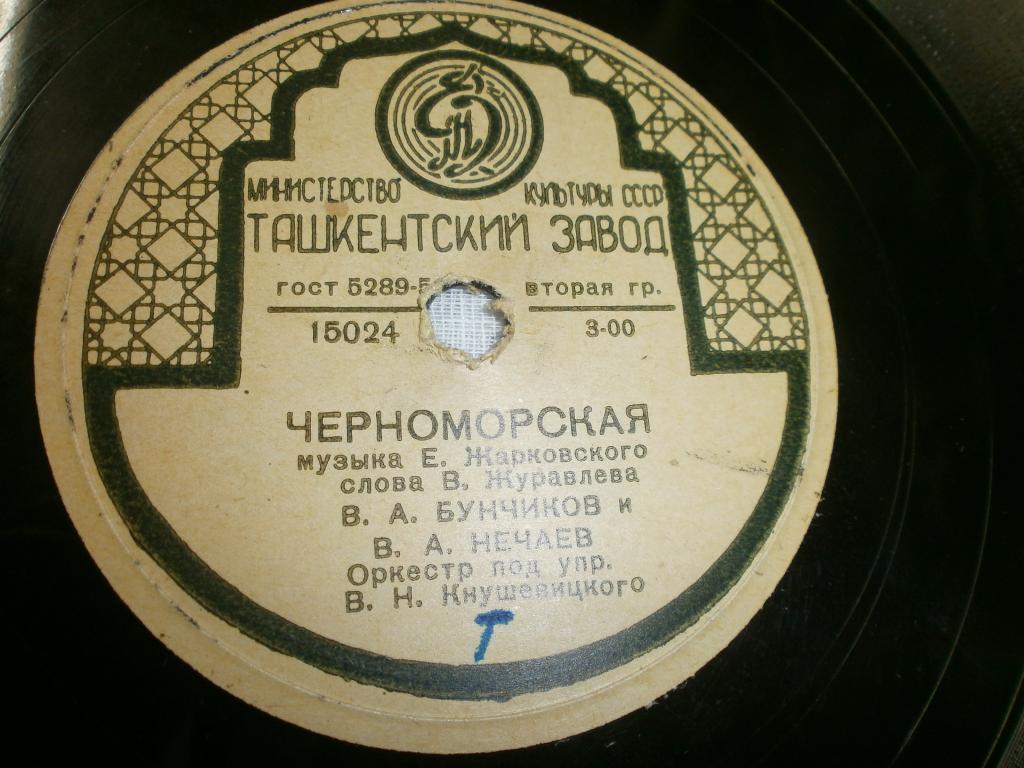 МИНИСТЕРСТВО КУЛЬТУРЫ СССР
ТАШКЕНТСКИЙ ЗАВОД
гост 5289-5 вторая гр.
15024 3-00
ЧЕРНОМОРСКАЯ
музыка Е. Жарковского
слова В. Журавлева
В. А. БУНЧИКОВ и
В. А. НЕЧАЕВ
Оркестр под упр.
В. Н. Кнушевицкого
Т